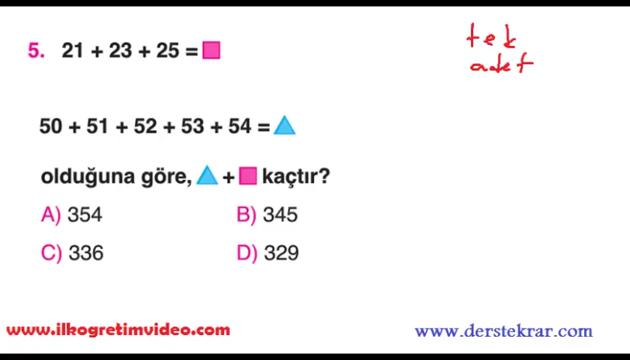 5. 21 + 23 + 25 =
tek
adet
50 + 51 + 52 + 53 + 54 =
olduğuna göre, + kaçtır?
A) 354 B) 345
C) 336 D) 329
www.ilkogretimvideo.com www.derstekrar.com